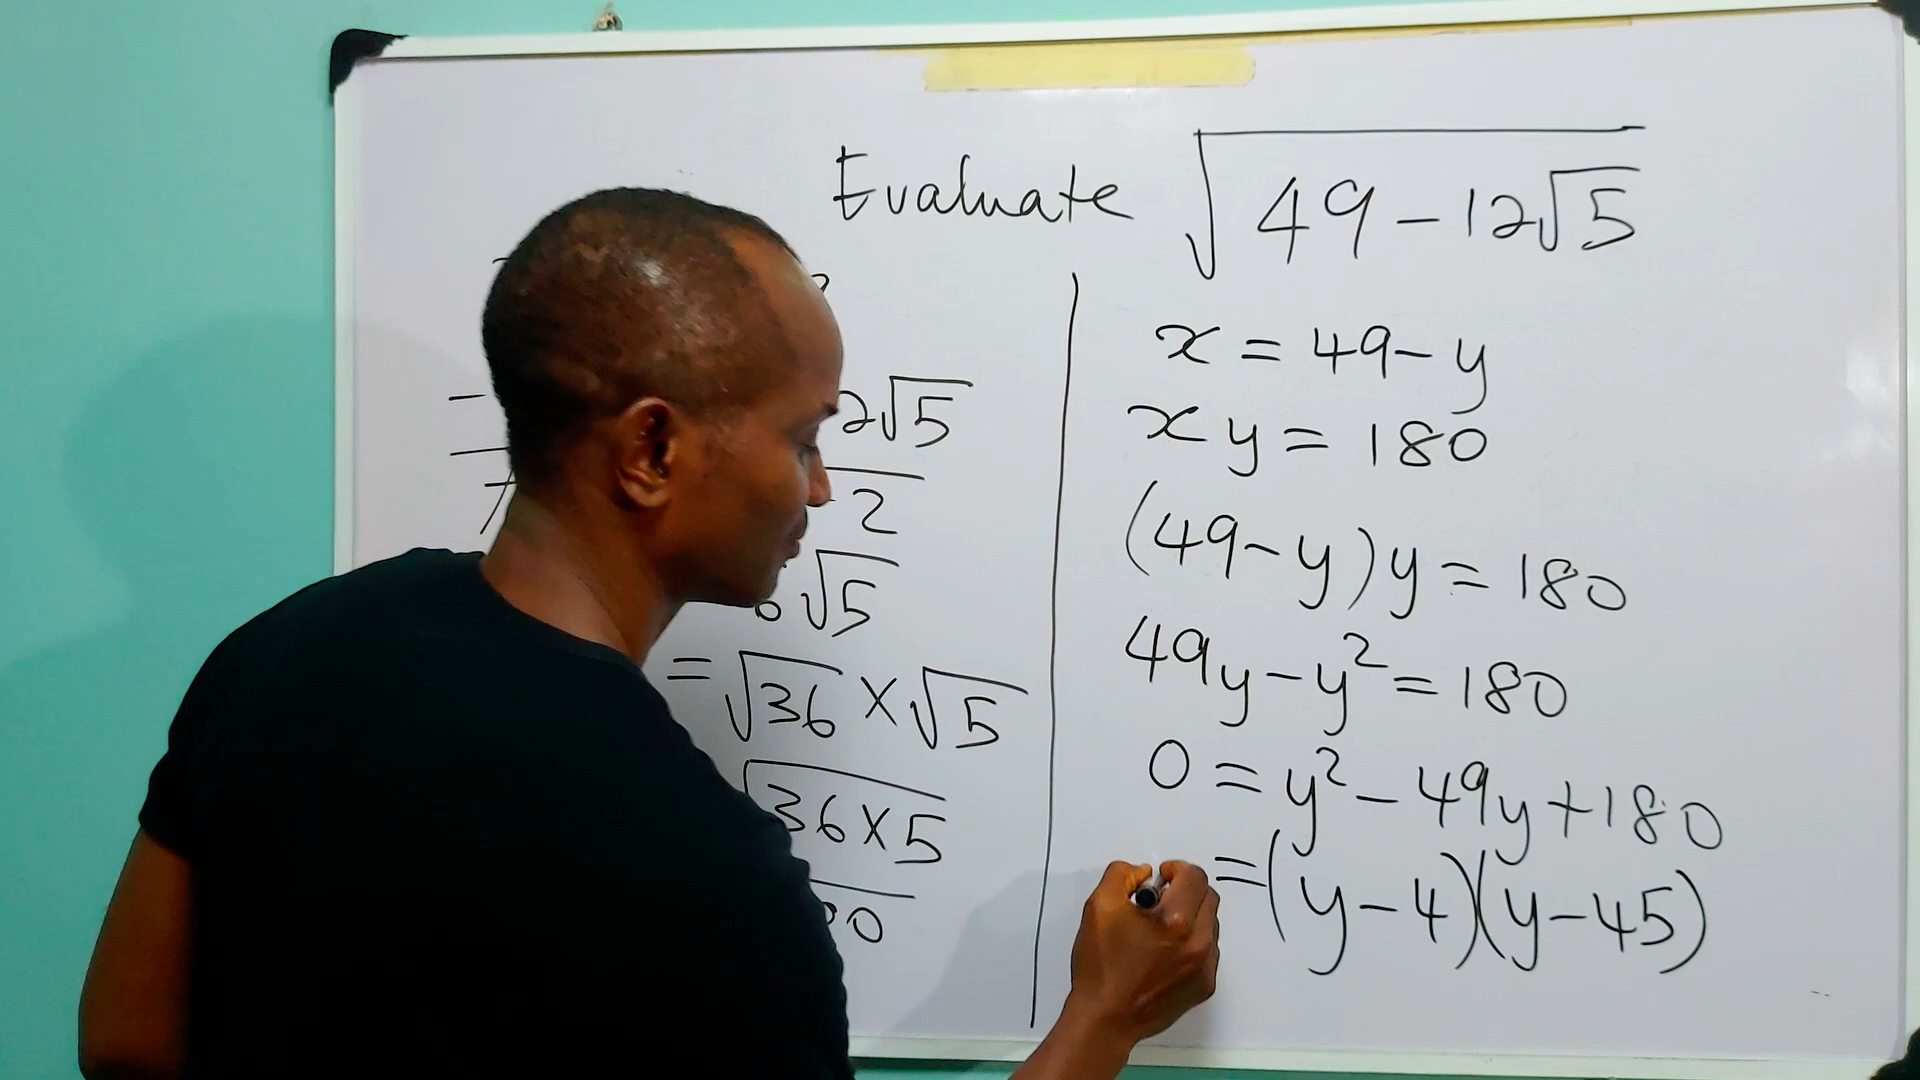 Evaluate √(49-12√5)
2√5
2
√5
= √36 × √5
√(36×5)
x = 49-y
xy = 180
(49-y)y = 180
49y-y² = 180
0 = y²-49y+180
= (y-4)(y-45)